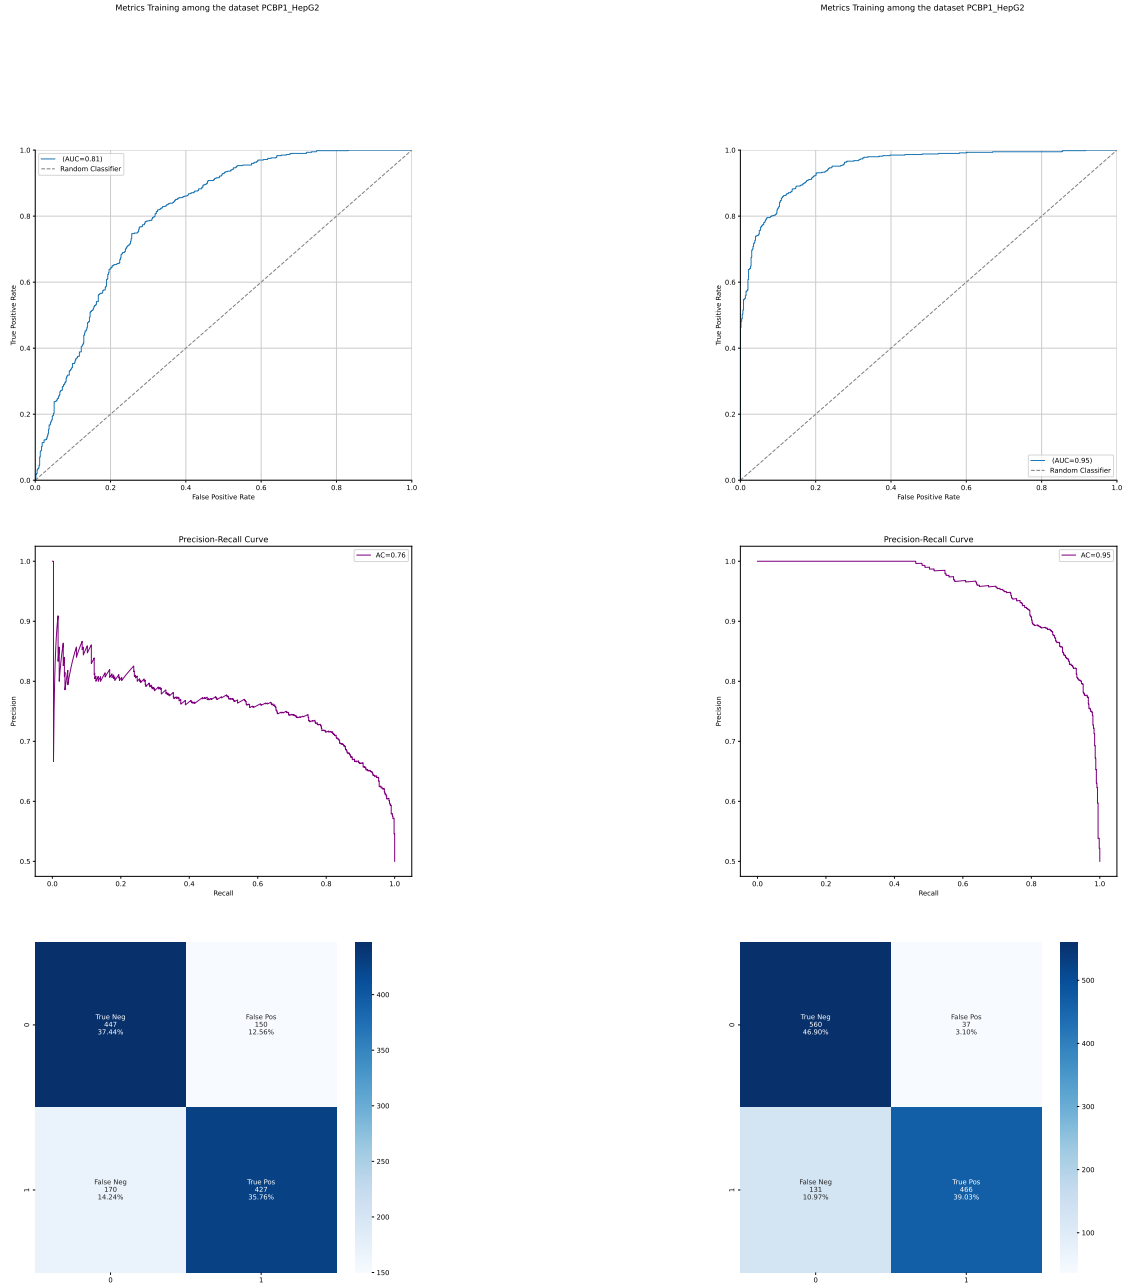 Metrics Training among the dataset PCBP1_HepG2
1.0
0.8
0.6
0.4
0.2
0.0
True Positive Rate
(AUC=0.81)
Random Classifier
0.0 0.2 0.4 0.6 0.8 1.0
False Positive Rate
Precision-Recall Curve
1.0
0.9
0.8
0.7
0.6
0.5
Precision
AC=0.76
0.0 0.2 0.4 0.6 0.8 1.0
Recall
0
1
True Neg
447
37.44%
False Pos
150
12.56%
False Neg
170
14.24%
True Pos
427
35.76%
0 1
400
350
300
250
200
150
Metrics Training among the dataset PCBP1_HepG2
1.0
0.8
0.6
0.4
0.2
0.0
True Positive Rate
(AUC=0.95)
Random Classifier
0.0 0.2 0.4 0.6 0.8 1.0
False Positive Rate
Precision-Recall Curve
1.0
0.9
0.8
0.7
0.6
0.5
Precision
AC=0.95
0.0 0.2 0.4 0.6 0.8 1.0
Recall
0
1
True Neg
560
46.90%
False Pos
37
3.10%
False Neg
131
10.97%
True Pos
466
39.03%
0 1
500
400
300
200
100